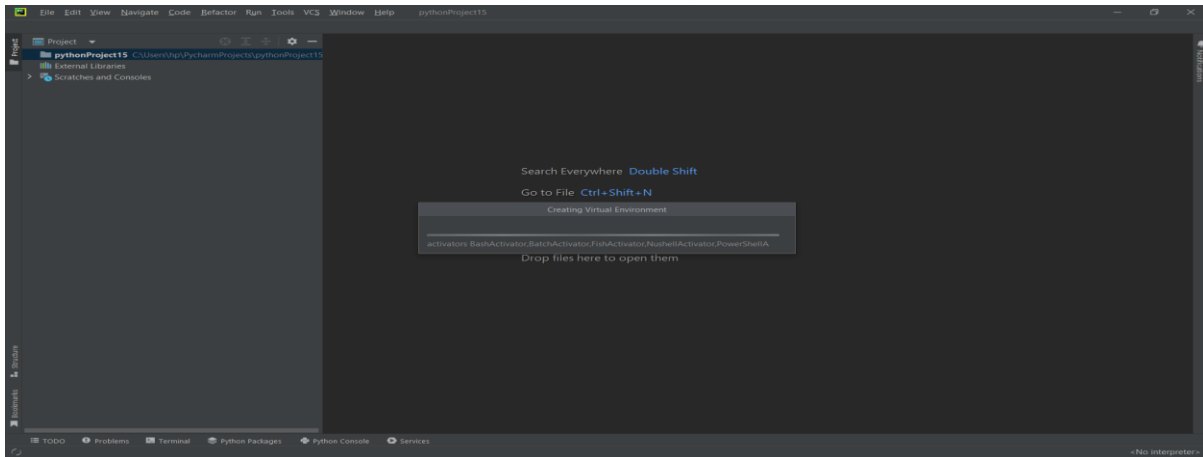 File Edit View Navigate Code Refactor Run Tools VCS Window Help pythonProject15
Project
Project
pythonProject15 C:\Users\hp\PycharmProjects\pythonProject15
External Libraries
Scratches and Consoles
Notifications
Search Everywhere Double Shift
Go to File Ctrl+Shift+N
Creating Virtual Environment
activators BashActivator,BatchActivator,FishActivator,NushellActivator,PowerShellA
Drop files here to open them
Structure
Bookmarks
TODO Problems Terminal Python Packages Python Console Services
<No interpreter>